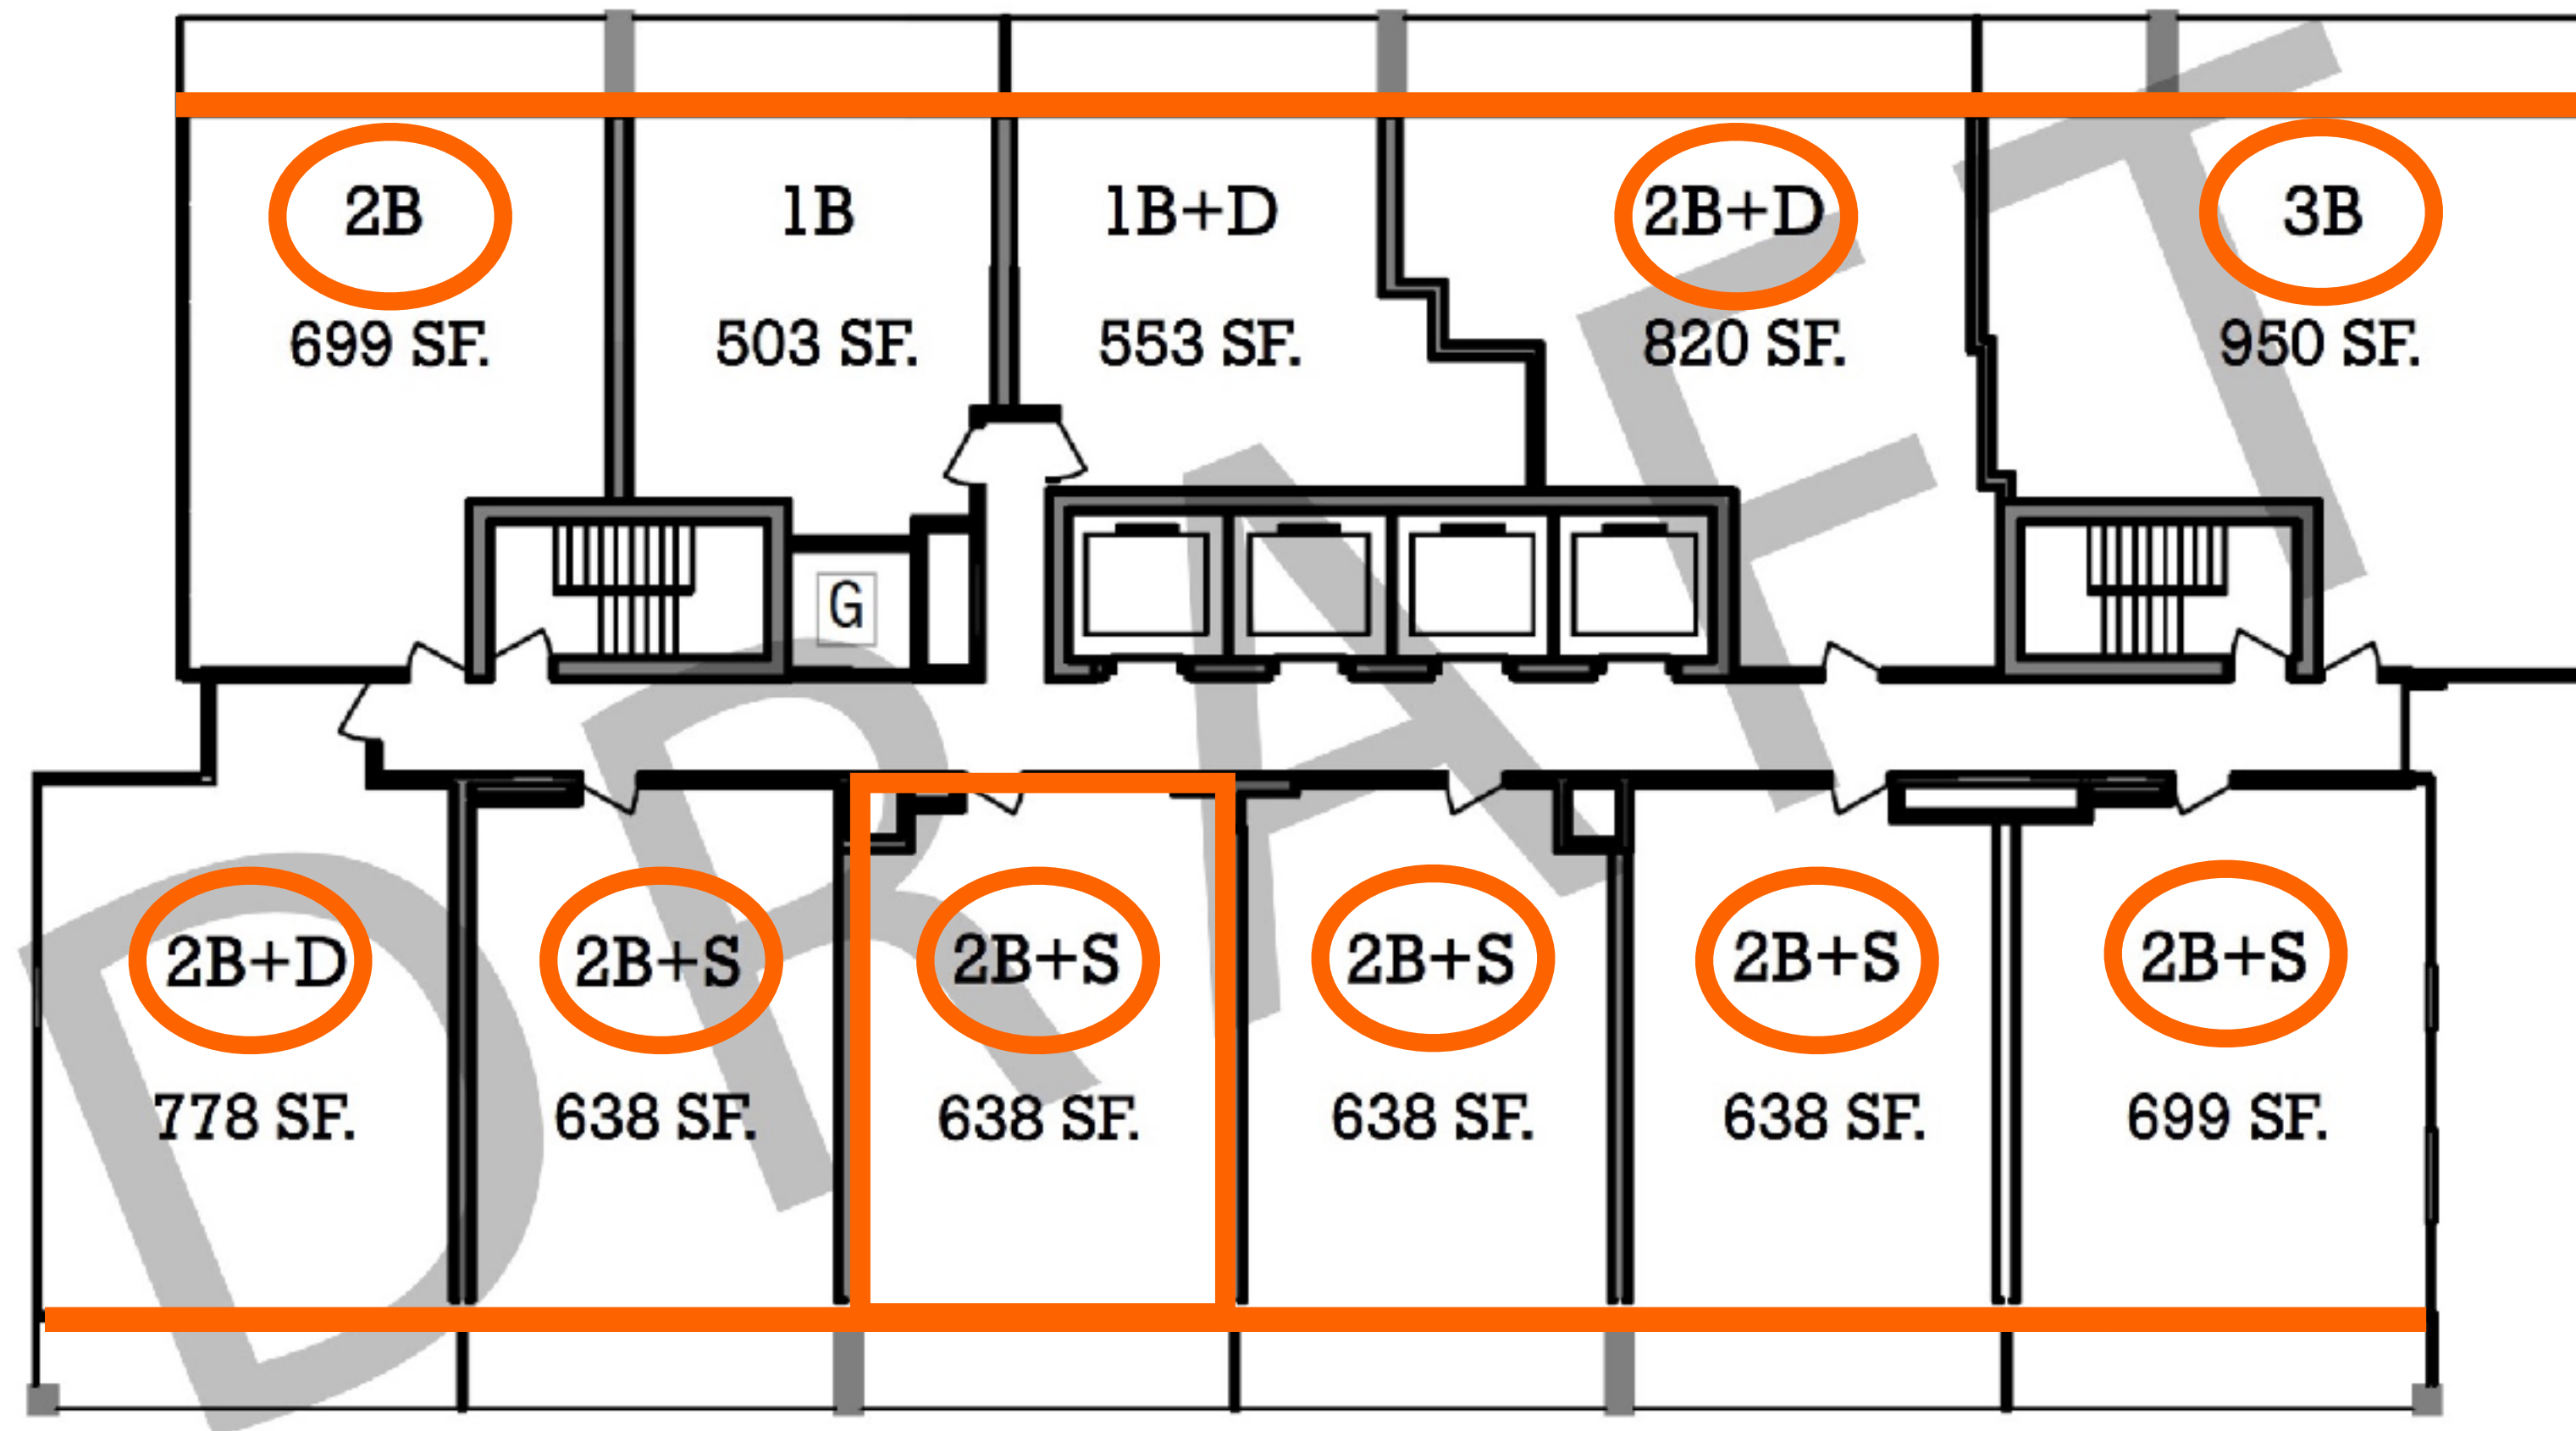 2B 1B 1B+D 2B+D 3B
699 SF. 503 SF. 553 SF. 820 SF. 950 SF.
G
DRAFT
2B+D 2B+S 2B+S 2B+S 2B+S 2B+S
778 SF. 638 SF. 638 SF. 638 SF. 638 SF. 699 SF.